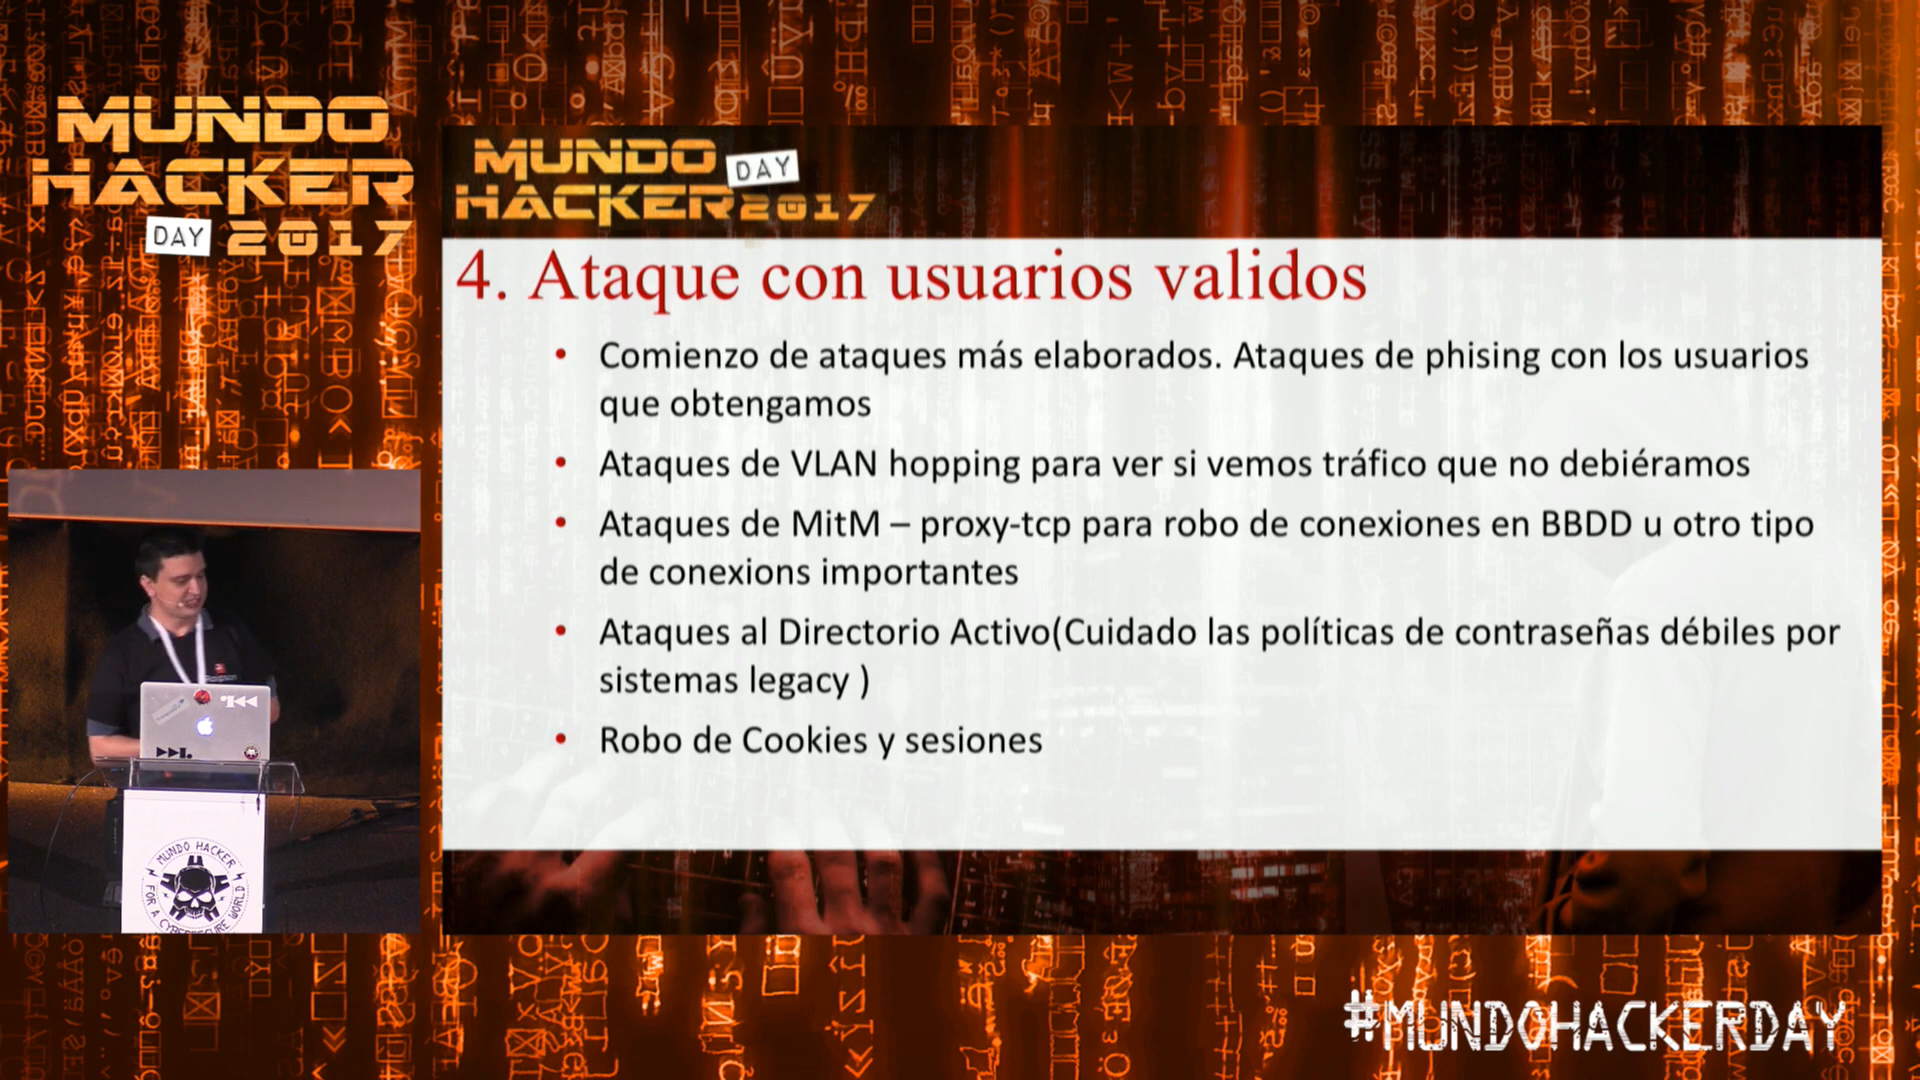 MUNDO
HACKER
DAY 2017
MUNDO
HACKER DAY 2017
4. Ataque con usuarios validos
• Comienzo de ataques más elaborados. Ataques de phising con los usuarios
que obtengamos
• Ataques de VLAN hopping para ver si vemos tráfico que no debiéramos
• Ataques de MitM – proxy-tcp para robo de conexiones en BBDD u otro tipo
de conexions importantes
• Ataques al Directorio Activo(Cuidado las políticas de contraseñas débiles por
sistemas legacy )
• Robo de Cookies y sesiones
MUNDO HACKER
FOR A CYBERSECURE WORLD
#MUNDOHACKERDAY